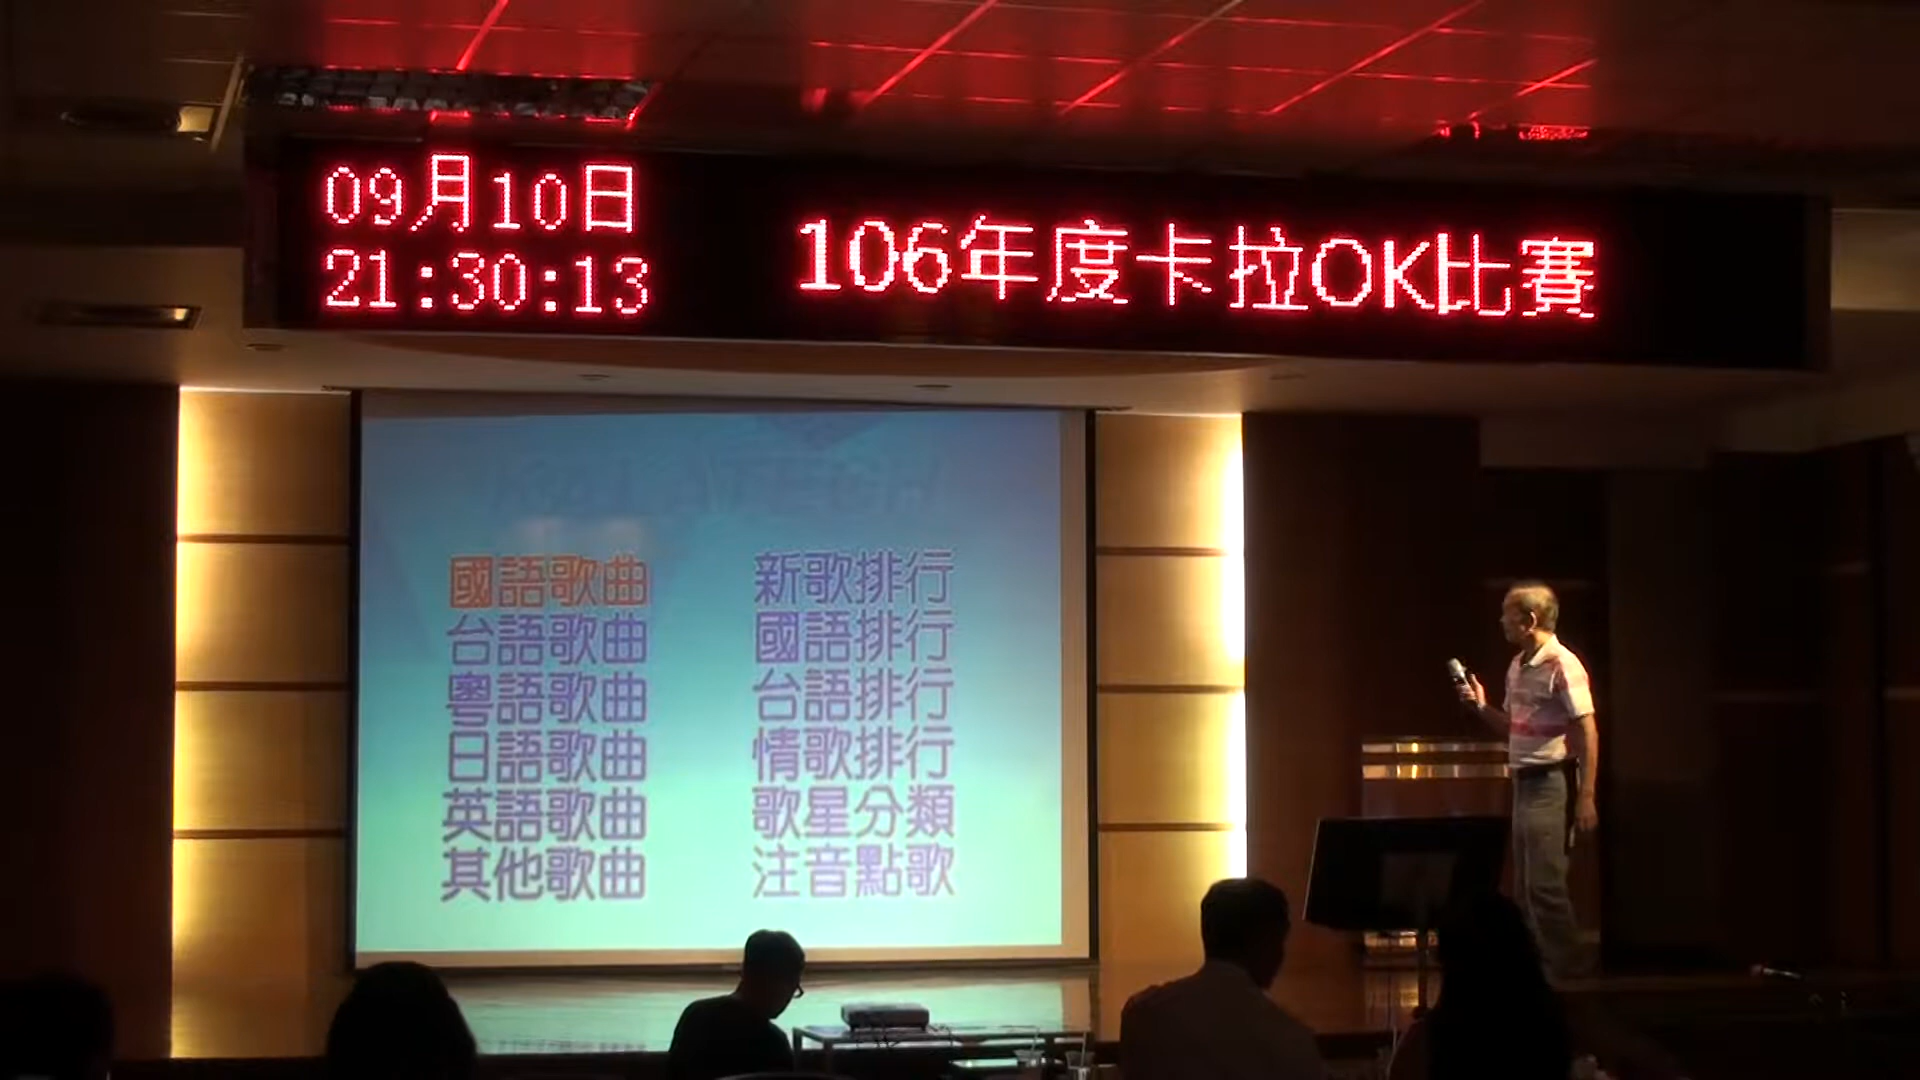 09月10日
21:30:13
106年度卡拉OK比賽
國語歌曲
台語歌曲
粵語歌曲
日語歌曲
英語歌曲
其他歌曲
新歌排行
國語排行
台語排行
情歌排行
歌星分類
注音點歌